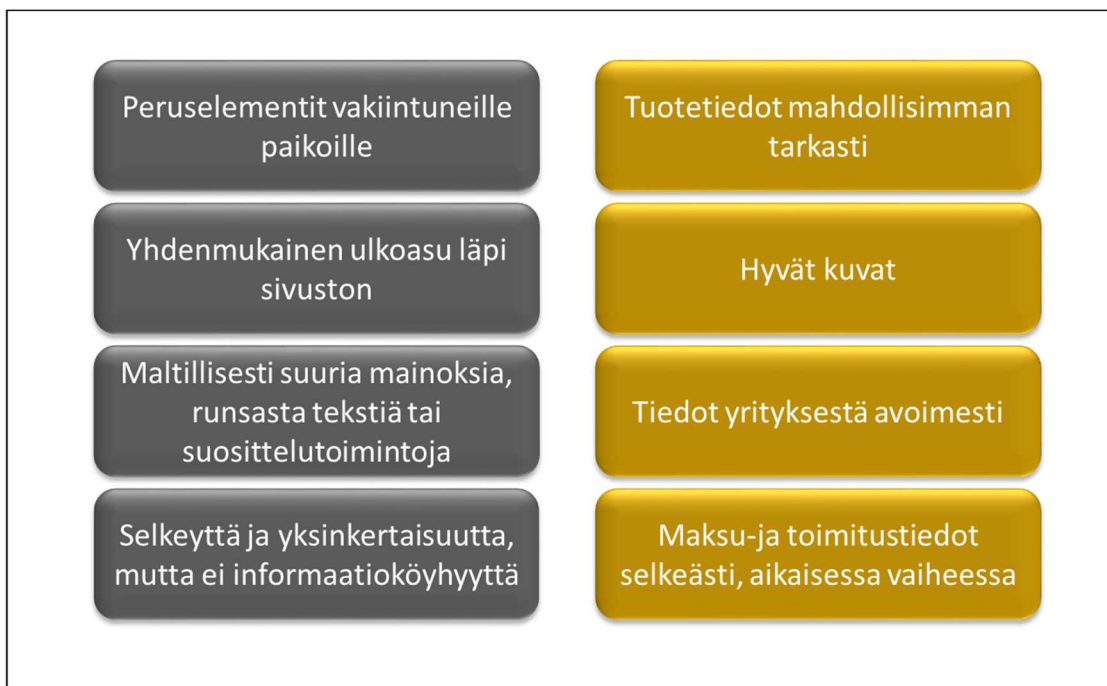 Peruselementit vakiintuneille
paikoille
Yhdenmukainen ulkoasu läpi
sivuston
Maltillisesti suuria mainoksia,
runsasta tekstiä tai
suosittelutoimintoja
Selkeyttä ja yksinkertaisuutta,
mutta ei informaatioköyhyyttä
Tuotetiedot mahdollisimman
tarkasti
Hyvät kuvat
Tiedot yrityksestä avoimesti
Maksu-ja toimitustiedot
selkeästi, aikaisessa vaiheessa